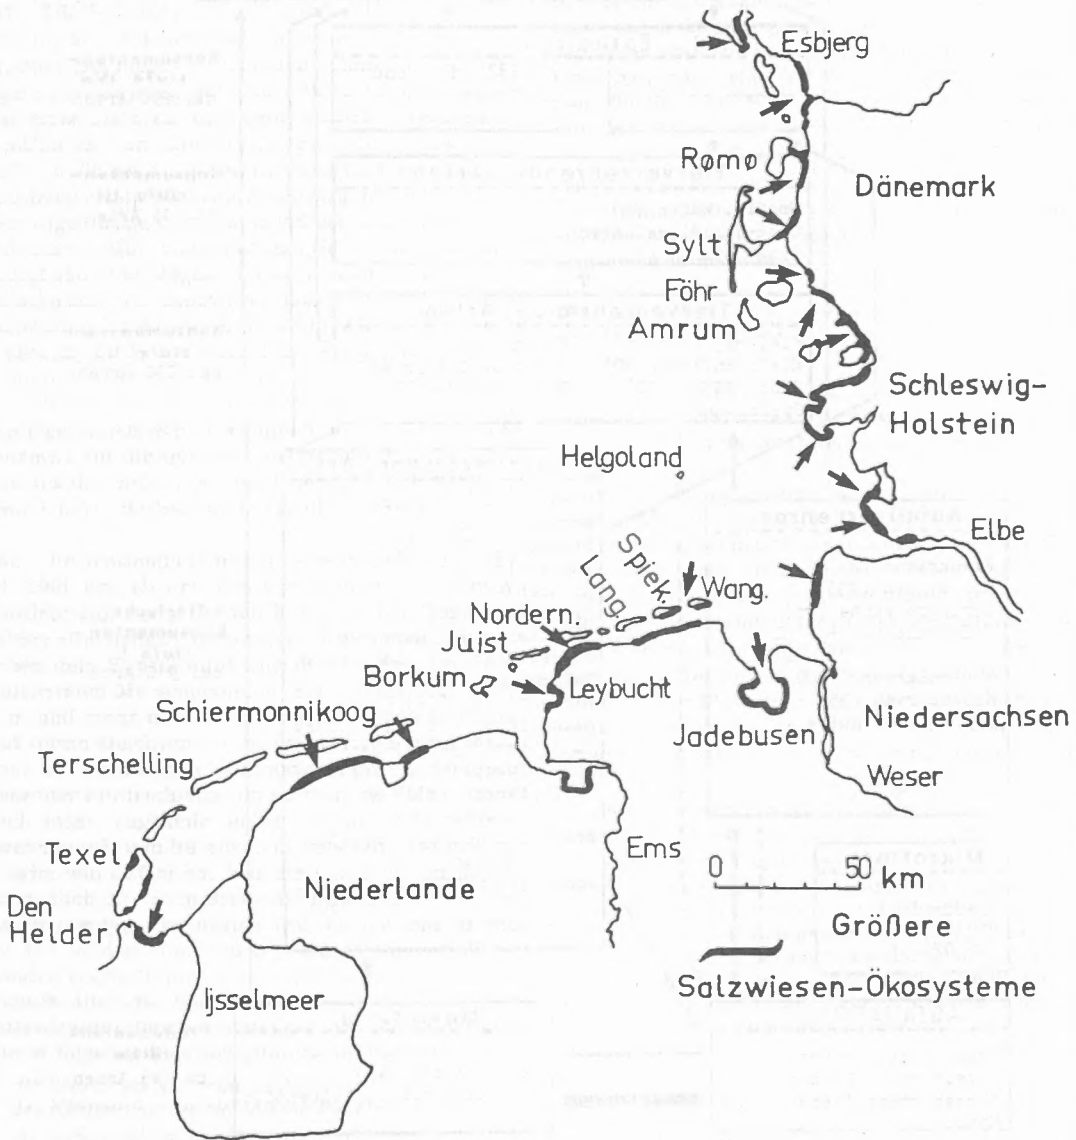 Esbjerg
Rømø
Dänemark
Sylt
Föhr
Amrum
Schleswig-
Holstein
Helgoland
Elbe
Spiek.
Lang.
Wang.
Nordern.
Juist
Borkum
Leybucht
Jadebusen
Niedersachsen
Schiermonnikoog
Terschelling
Weser
Texel
Ems
0 50
km
Niederlande
Den
Helder
Größere
Salzwiesen-Ökosysteme
Ijsselmeer